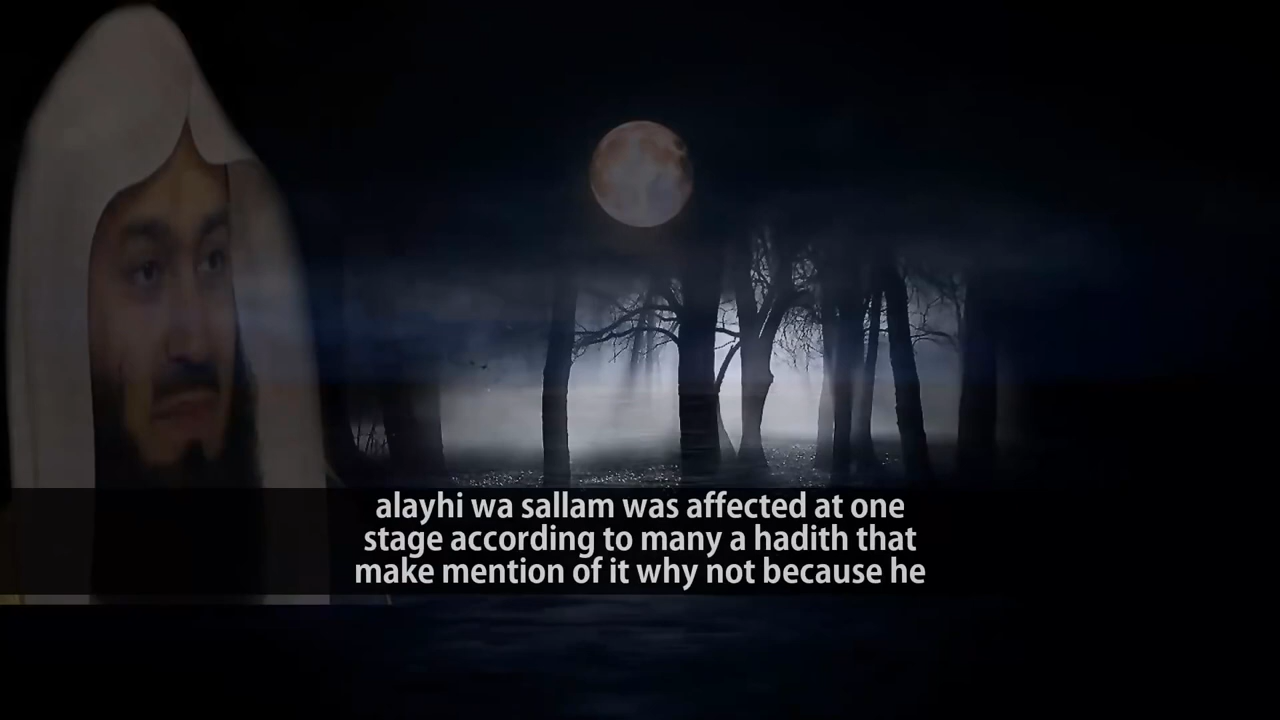 alayhi wa sallam was affected at one
stage according to many a hadith that
make mention of it why not because he